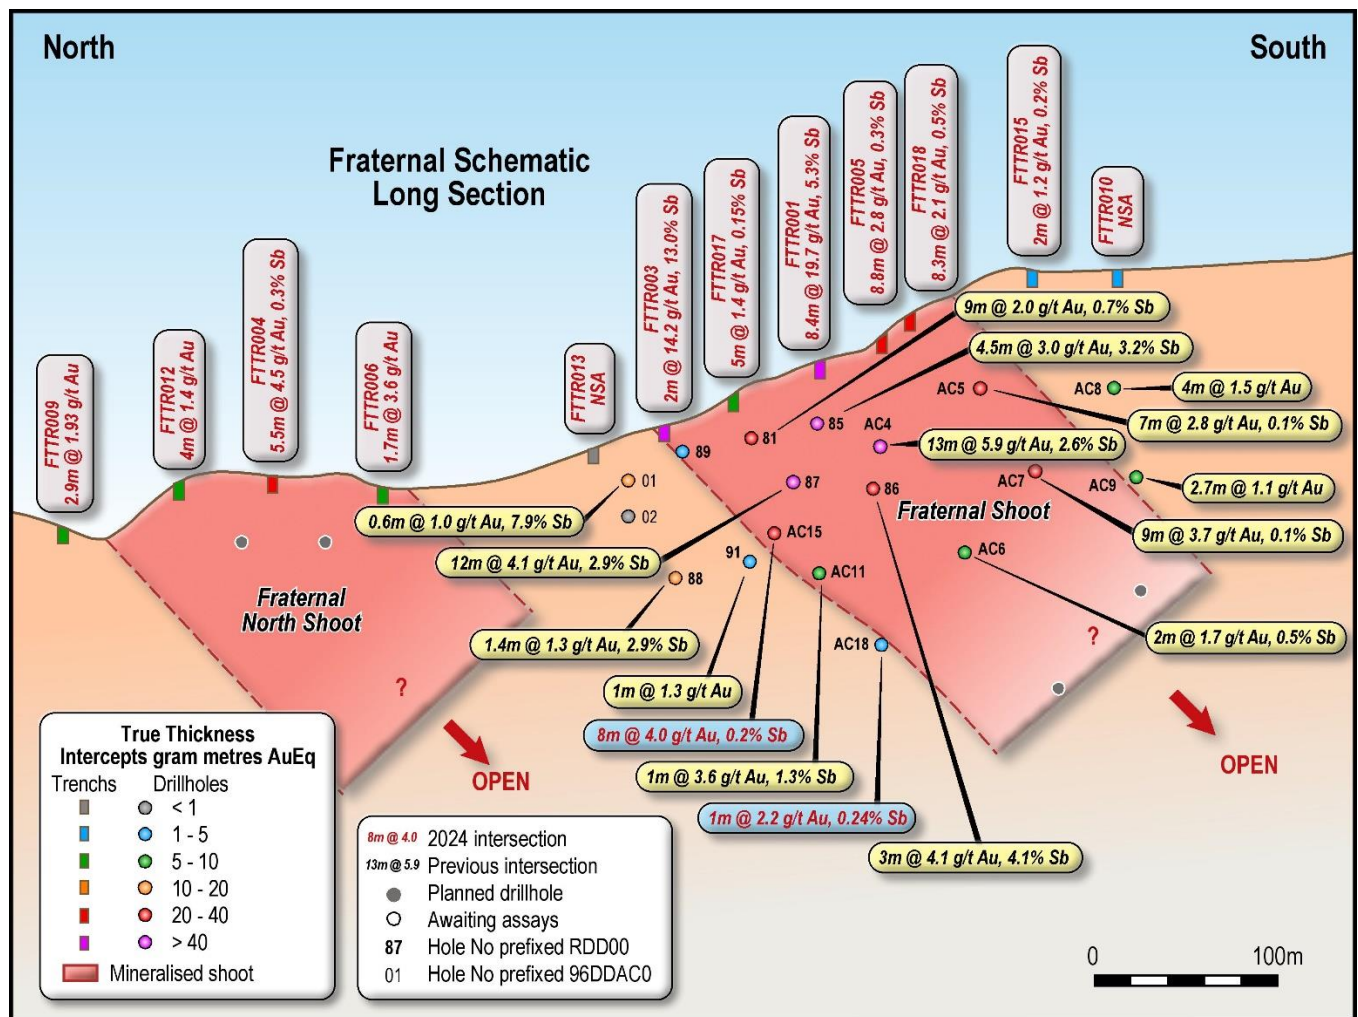 North
South
Fraternal Schematic
Long Section
FTTR009
2.9m @ 1.93 g/t Au
FTTR012
4m @ 1.4 g/t Au
FTTR004
5.5m @ 4.5 g/t Au, 0.3% Sb
FTTR006
1.7m @ 3.6 g/t Au
FTTR013
NSA
FTTR003
2m @ 14.2 g/t Au, 13.0% Sb
FTTR017
5m @ 1.4 g/t Au, 0.15% Sb
FTTR001
8.4m @ 19.7 g/t Au, 5.3% Sb
FTTR005
8.8m @ 2.8 g/t Au, 0.3% Sb
FTTR018
8.3m @ 2.1 g/t Au, 0.5% Sb
FTTR015
2m @ 1.2 g/t Au, 0.2% Sb
FTTR010
NSA
9m @ 2.0 g/t Au, 0.7% Sb
4.5m @ 3.0 g/t Au, 3.2% Sb
AC5
AC8
4m @ 1.5 g/t Au
7m @ 2.8 g/t Au, 0.1% Sb
85
AC4
81
13m @ 5.9 g/t Au, 2.6% Sb
89
01
87
86
AC7
AC9
2.7m @ 1.1 g/t Au
0.6m @ 1.0 g/t Au, 7.9% Sb
02
Fraternal Shoot
9m @ 3.7 g/t Au, 0.1% Sb
AC15
12m @ 4.1 g/t Au, 2.9% Sb
91
AC6
88
AC11
Fraternal
North Shoot
1.4m @ 1.3 g/t Au, 2.9% Sb
AC18
?
2m @ 1.7 g/t Au, 0.5% Sb
?
1m @ 1.3 g/t Au
8m @ 4.0 g/t Au, 0.2% Sb
1m @ 3.6 g/t Au, 1.3% Sb
OPEN
OPEN
1m @ 2.2 g/t Au, 0.24% Sb
3m @ 4.1 g/t Au, 4.1% Sb
True Thickness
Intercepts gram metres AuEq
Trenchs Drillholes
< 1
1 - 5
5 - 10
10 - 20
20 - 40
> 40
Mineralised shoot
8m @ 4.0 2024 intersection
13m @ 5.9 Previous intersection
Planned drillhole
Awaiting assays
87 Hole No prefixed RDD00
01 Hole No prefixed 96DDAC0
0 100m